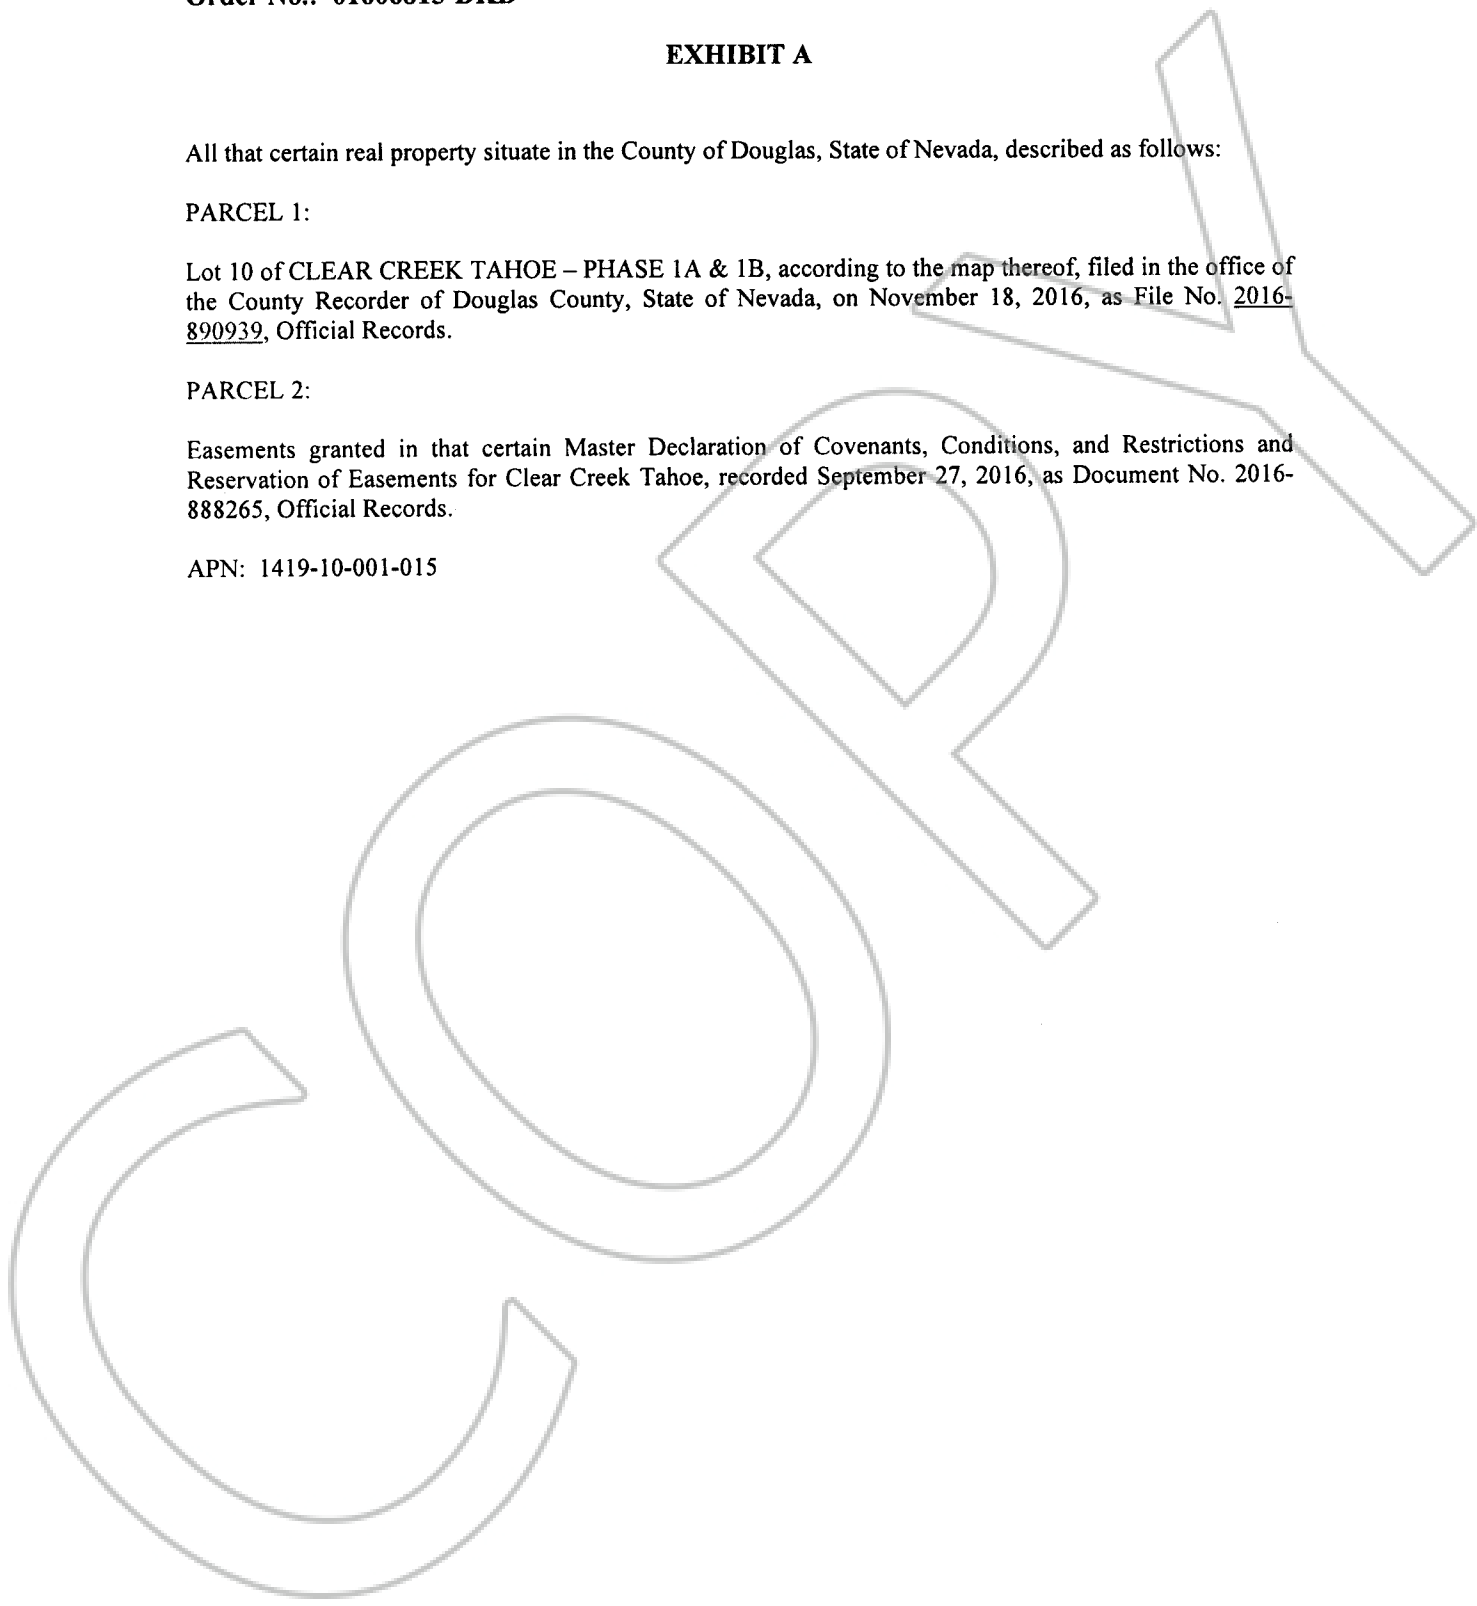 Order No.:
EXHIBIT A
All that certain real property situate in the County of Douglas, State of Nevada, described as follows:
PARCEL 1:
Lot 10 of CLEAR CREEK TAHOE – PHASE 1A & 1B, according to the map thereof, filed in the office of
the County Recorder of Douglas County, State of Nevada, on November 18, 2016, as File No. 2016-
890939, Official Records.
PARCEL 2:
Easements granted in that certain Master Declaration of Covenants, Conditions, and Restrictions and
Reservation of Easements for Clear Creek Tahoe, recorded September 27, 2016, as Document No. 2016-
888265, Official Records.
APN: 1419-10-001-015
COPY